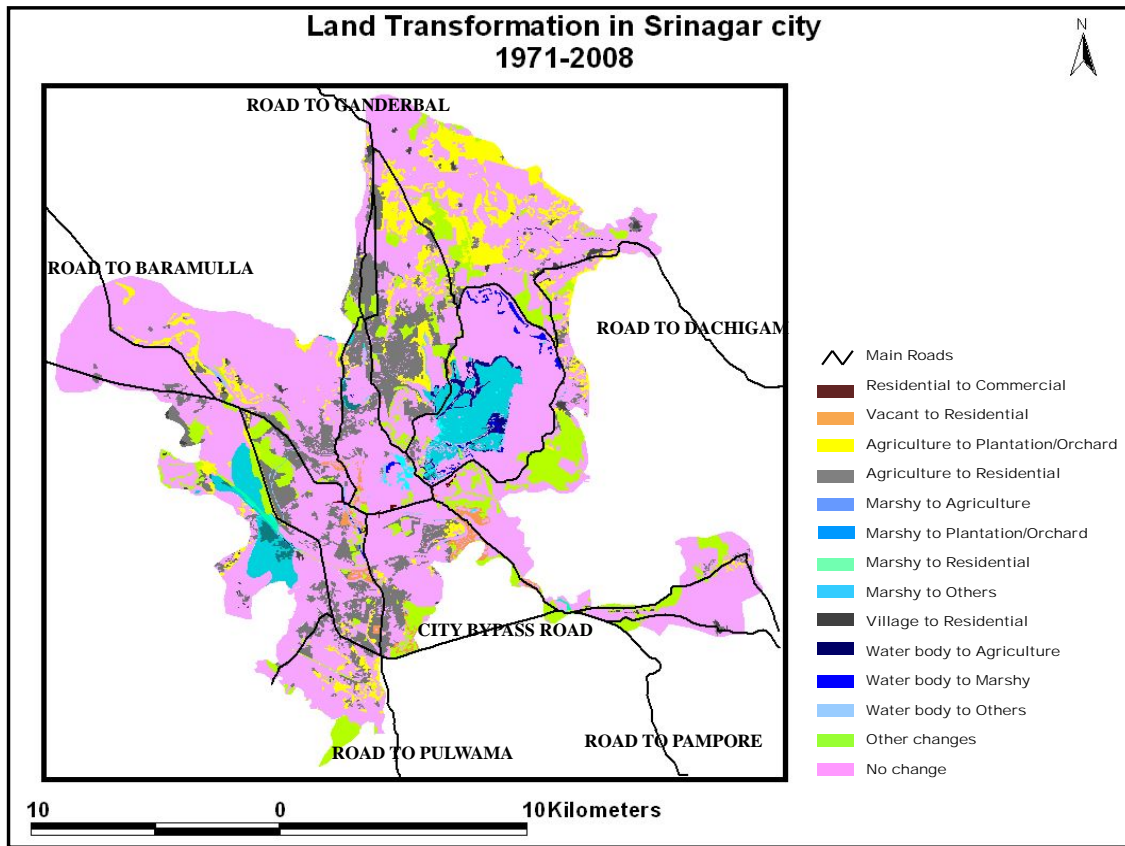 Land Transformation in Srinagar city
1971-2008
N
ROAD TO GANDERBAL
ROAD TO BARAMULLA
ROAD TO DACHIGAM
CITY BYPASS ROAD
ROAD TO PULWAMA
ROAD TO PAMPORE
Main Roads
Residential to Commercial
Vacant to Residential
Agriculture to Plantation/Orchard
Agriculture to Residential
Marshy to Agriculture
Marshy to Plantation/Orchard
Marshy to Residential
Marshy to Others
Village to Residential
Water body to Agriculture
Water body to Marshy
Water body to Others
Other changes
No change
10 0 10 Kilometers